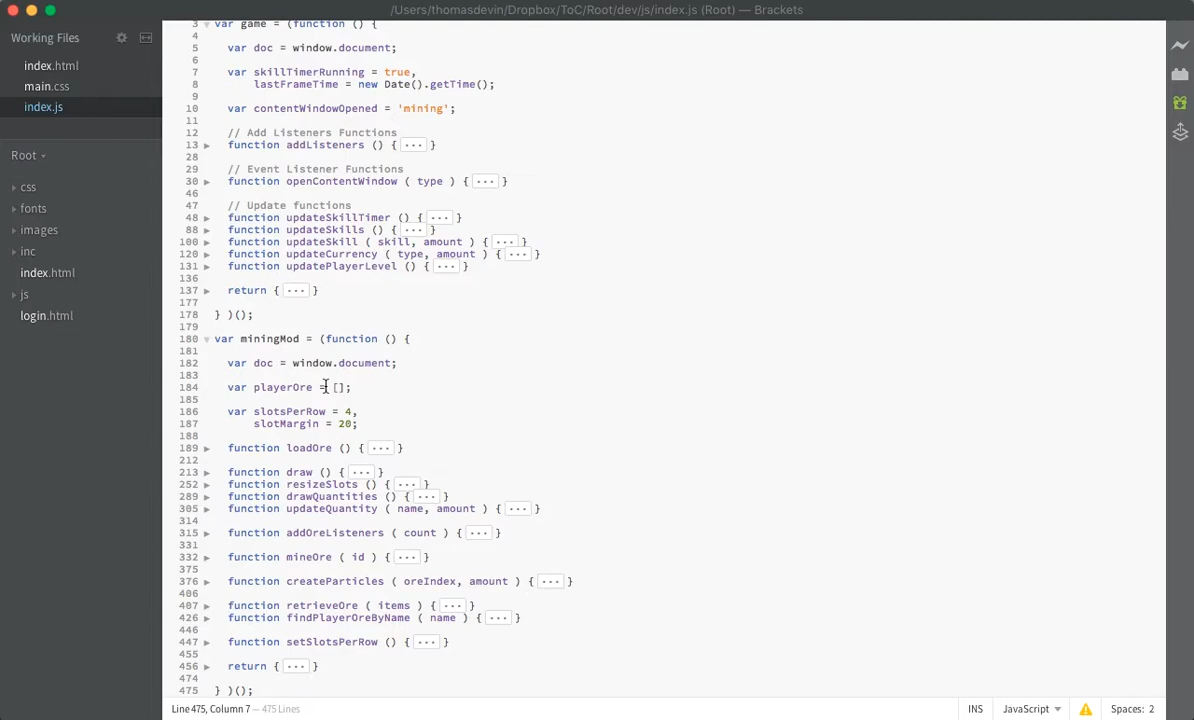 /Users/thomasdevin/Dropbox/ToC/Root/dev/js/index.js (Root) — Brackets
Working Files
index.html
main.css
index.js
Root
css
fonts
images
inc
index.html
js
login.html
3 var game = (function () {
4
5 var doc = window.document;
6
7 var skillTimerRunning = true,
8 lastFrameTime = new Date().getTime();
9
10 var contentWindowOpened = 'mining';
11
12 // Add Listeners Functions
13 function addListeners () { ... }
28
29 // Event Listener Functions
30 function openContentWindow ( type ) { ... }
46
47 // Update functions
48 function updateSkillTimer () { ... }
88 function updateSkills () { ... }
100 function updateSkill ( skill, amount ) { ... }
120 function updateCurrency ( type, amount ) { ... }
131 function updatePlayerLevel () { ... }
136
137 return { ... }
177
178 } )();
179
180 var miningMod = (function () {
181
182 var doc = window.document;
183
184 var playerOre = [];
185
186 var slotsPerRow = 4,
187 slotMargin = 20;
188
189 function loadOre () { ... }
212
213 function draw () { ... }
252 function resizeSlots () { ... }
289 function drawQuantities () { ... }
305 function updateQuantity ( name, amount ) { ... }
314
315 function addOreListeners ( count ) { ... }
331
332 function mineOre ( id ) { ... }
375
376 function createParticles ( oreIndex, amount ) { ... }
406
407 function retrieveOre ( items ) { ... }
426 function findPlayerOreByName ( name ) { ... }
446
447 function setSlotsPerRow () { ... }
455
456 return { ... }
474
475 } )();
Line 475, Column 7 — 475 Lines
INS
JavaScript
Spaces: 2